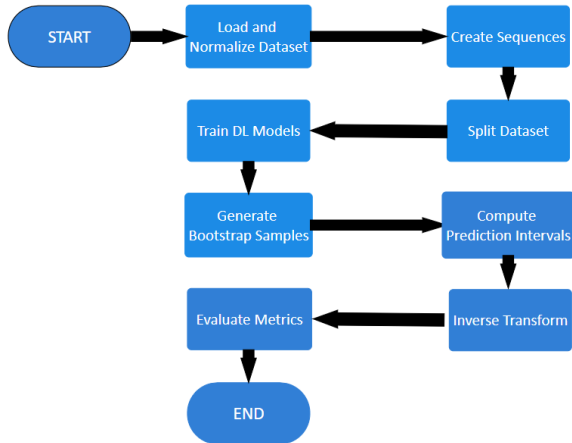 START
Load and
Normalize Dataset
Create Sequences
Split Dataset
Train DL Models
Generate
Bootstrap Samples
Compute
Prediction Intervals
Inverse Transform
Evaluate Metrics
END